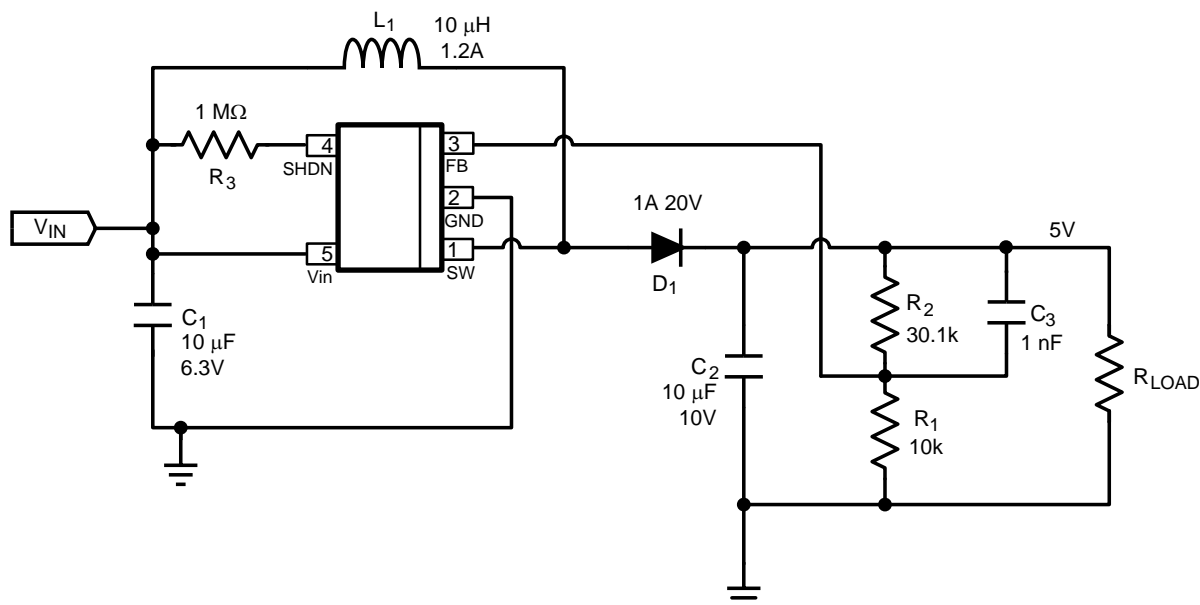 L1
10 μH
1.2A
1 MΩ
R3
4
SHDN
3
FB
2
GND
1
SW
5
Vin
VIN
C1
10 μF
6.3V
1A 20V
D1
5V
R2
30.1k
C3
1 nF
C2
10 μF
10V
R1
10k
RLOAD